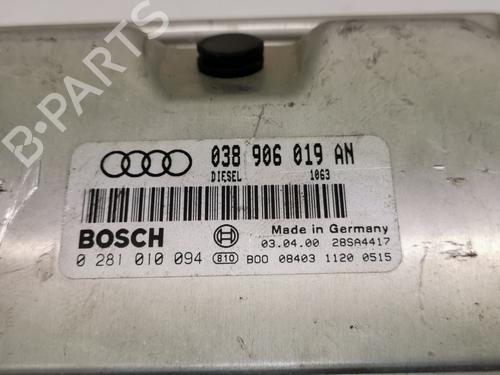 B-PARTS
038 906 019 AN
DIESEL 1063
BOSCH
Made in Germany
03.04.00 28SA4417
0 281 010 094 810 B00 08403 1120 0515